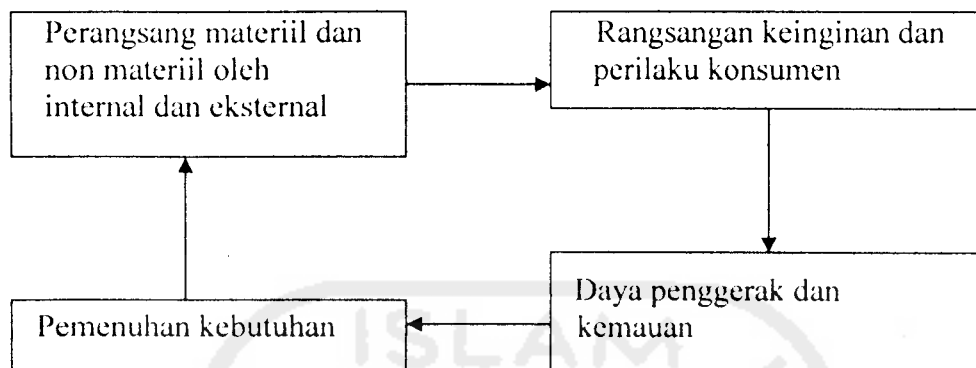 Perangsang materiil dan
non materiil oleh
internal dan eksternal
Rangsangan keinginan dan
perilaku konsumen
Daya penggerak dan
kemauan
Pemenuhan kebutuhan
ISLAM